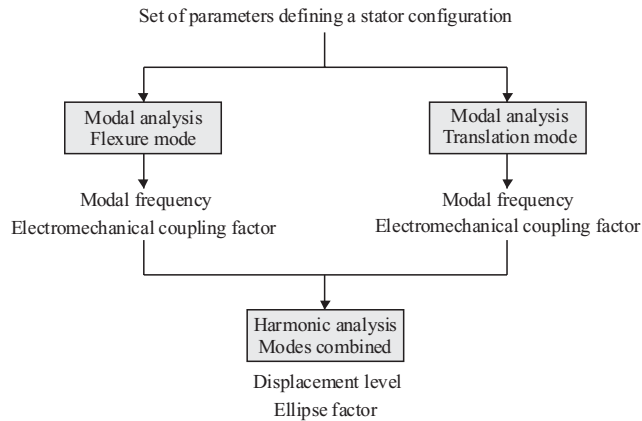 Set of parameters defining a stator configuration
Modal analysis
Flexure mode
Modal analysis
Translation mode
Modal frequency
Electromechanical coupling factor
Modal frequency
Electromechanical coupling factor
Harmonic analysis
Modes combined
Displacement level
Ellipse factor